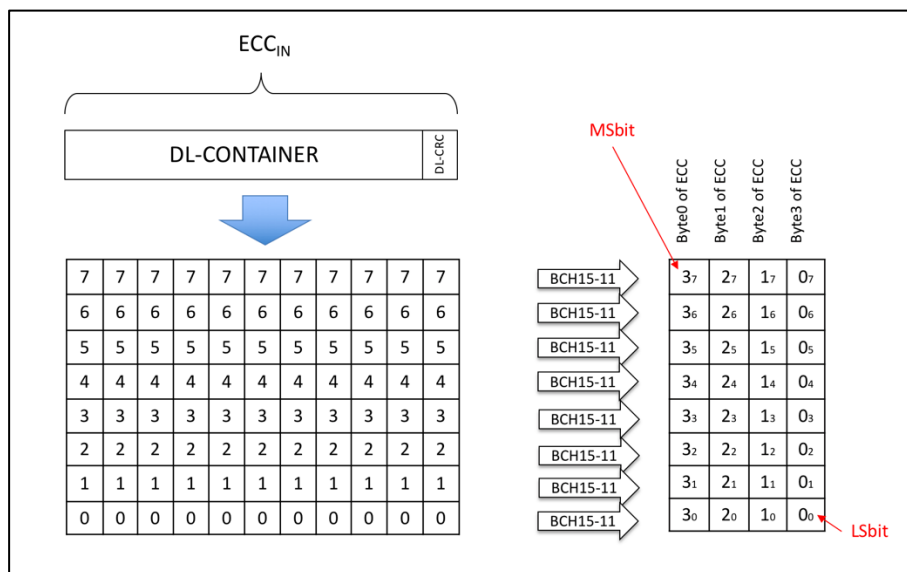 ECCIN
MSbit
DL-CONTAINER DL-CRC
Byte0 of ECC
Byte1 of ECC
Byte2 of ECC
Byte3 of ECC
7 7 7 7 7 7 7 7 7 7 7 BCH15-11 37 27 17 07
6 6 6 6 6 6 6 6 6 6 6 BCH15-11 36 26 16 06
5 5 5 5 5 5 5 5 5 5 5 BCH15-11 35 25 15 05
4 4 4 4 4 4 4 4 4 4 4 BCH15-11 34 24 14 04
3 3 3 3 3 3 3 3 3 3 3 BCH15-11 33 23 13 03
2 2 2 2 2 2 2 2 2 2 2 BCH15-11 32 22 12 02
1 1 1 1 1 1 1 1 1 1 1 BCH15-11 31 21 11 01
0 0 0 0 0 0 0 0 0 0 0 BCH15-11 30 20 10 00
LSbit